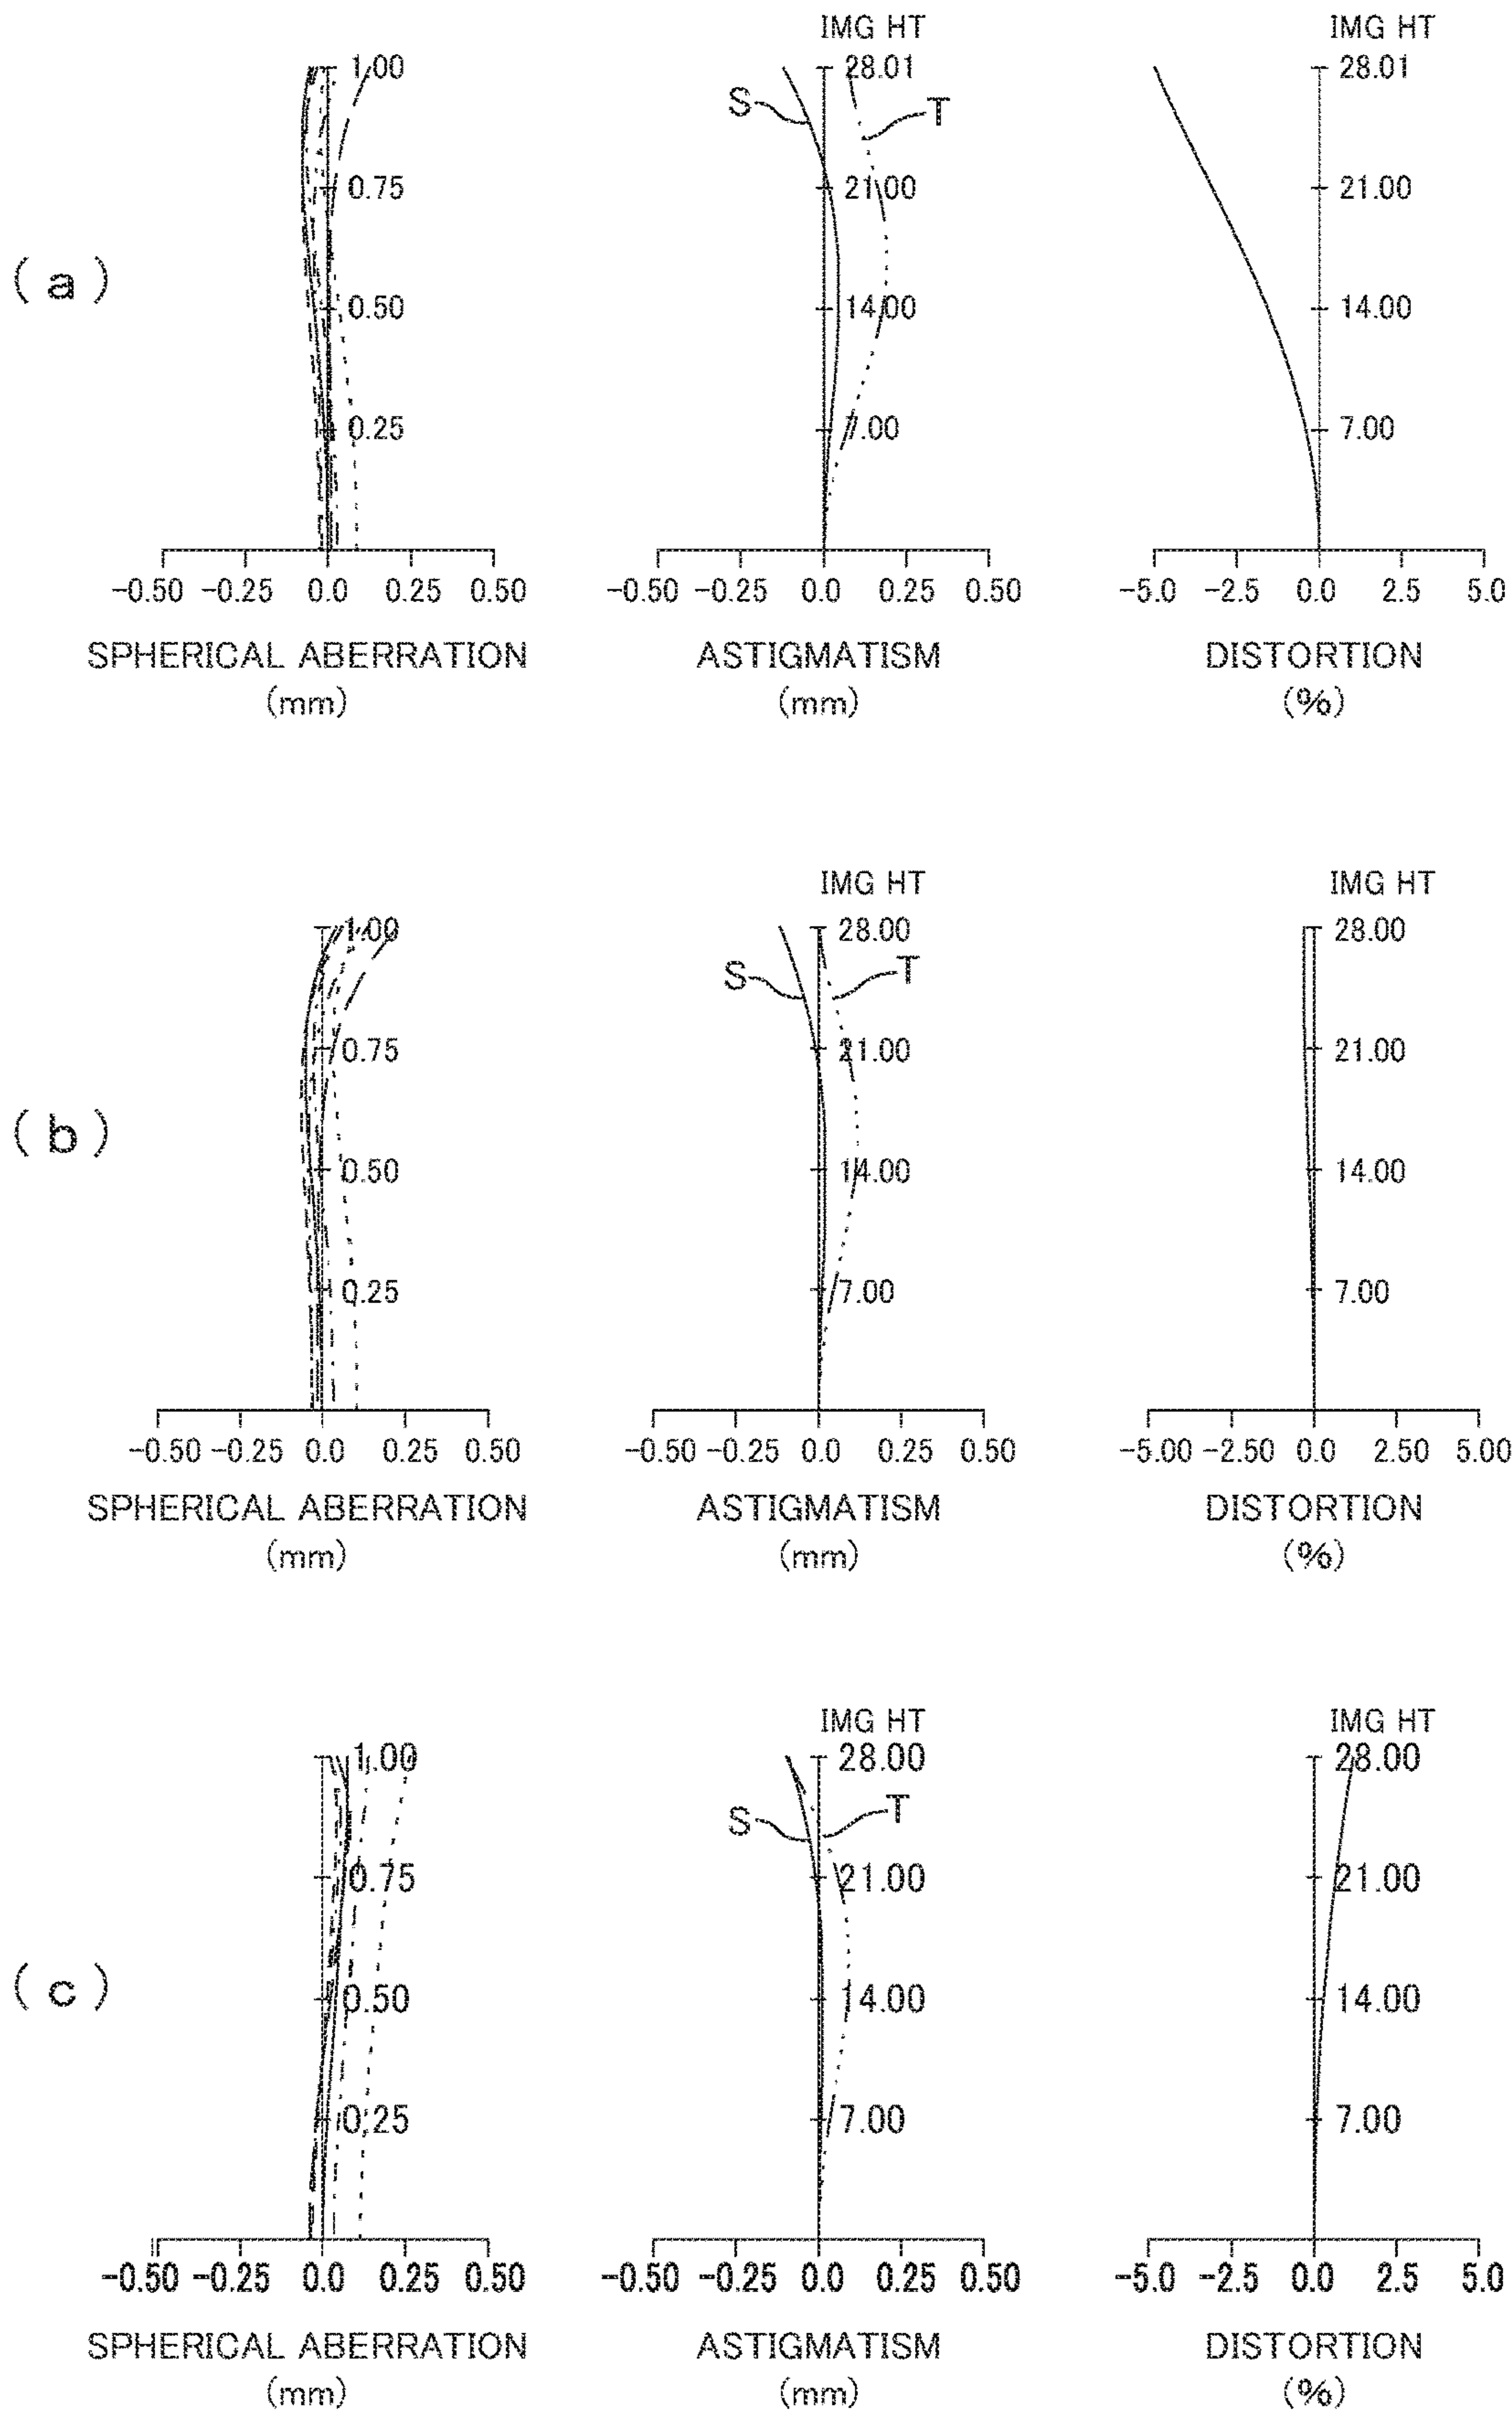 IMG HT IMG HT
1.00 28.01 28.01
S T
0.75 21.00 21.00
( a )
0.50 14.00 14.00
0.25 7.00 7.00
-0.50 -0.25 0.0 0.25 0.50 -0.50 -0.25 0.0 0.25 0.50 -5.0 -2.5 0.0 2.5 5.0
SPHERICAL ABERRATION ASTIGMATISM DISTORTION
(mm) (mm) (%)
IMG HT IMG HT
1.00 28.00 28.00
S T
0.75 21.00 21.00
( b )
0.50 14.00 14.00
0.25 7.00 7.00
-0.50 -0.25 0.0 0.25 0.50 -0.50 -0.25 0.0 0.25 0.50 -5.00 -2.50 0.0 2.50 5.00
SPHERICAL ABERRATION ASTIGMATISM DISTORTION
(mm) (mm) (%)
IMG HT IMG HT
1.00 28.00 28.00
S T
0.75 21.00 21.00
( c )
0.50 14.00 14.00
0.25 7.00 7.00
-0.50 -0.25 0.0 0.25 0.50 -0.50 -0.25 0.0 0.25 0.50 -5.0 -2.5 0.0 2.5 5.0
SPHERICAL ABERRATION ASTIGMATISM DISTORTION
(mm) (mm) (%)